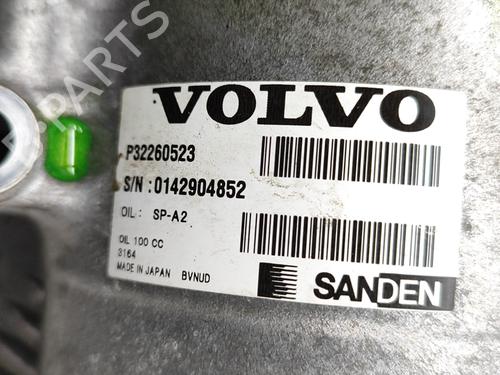 VOLVO
P32260523
S/N :0142904852
OIL: SP-A2
OIL 100 CC
3164
MADE IN JAPAN BVNUD
SANDEN